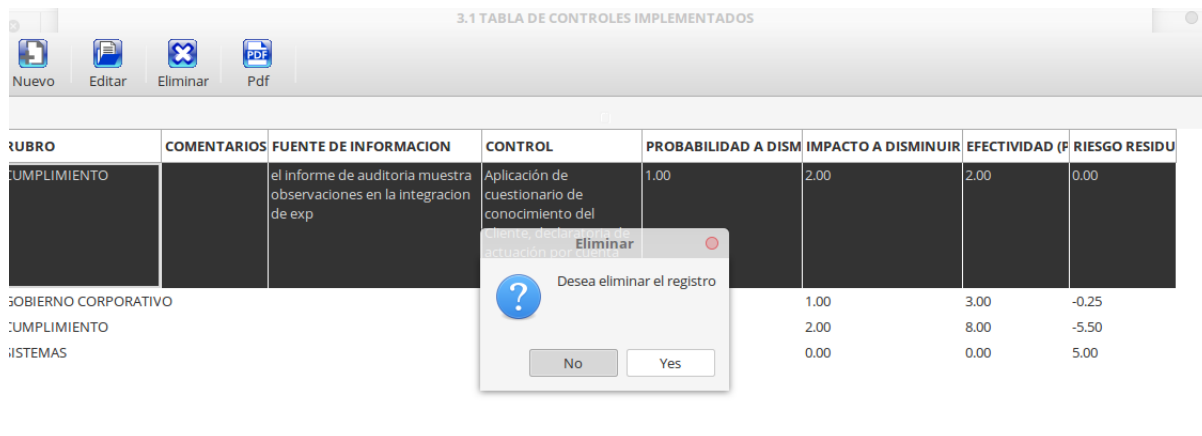 3.1 TABLA DE CONTROLES IMPLEMENTADOS
Nuevo Editar Eliminar Pdf
RUBRO COMENTARIOS FUENTE DE INFORMACION CONTROL PROBABILIDAD A DISM IMPACTO A DISMINUIR EFECTIVIDAD (P RIESGO RESIDU
CUMPLIMIENTO el informe de auditoria muestra Aplicación de 1.00 2.00 2.00 0.00
observaciones en la integracion cuestionario de
de exp conocimiento del
Cliente, declaratoria de
actuación por cuenta
Eliminar
Desea eliminar el registro
No Yes
GOBIERNO CORPORATIVO 1.00 3.00 -0.25
CUMPLIMIENTO 2.00 8.00 -5.50
SISTEMAS 0.00 0.00 5.00